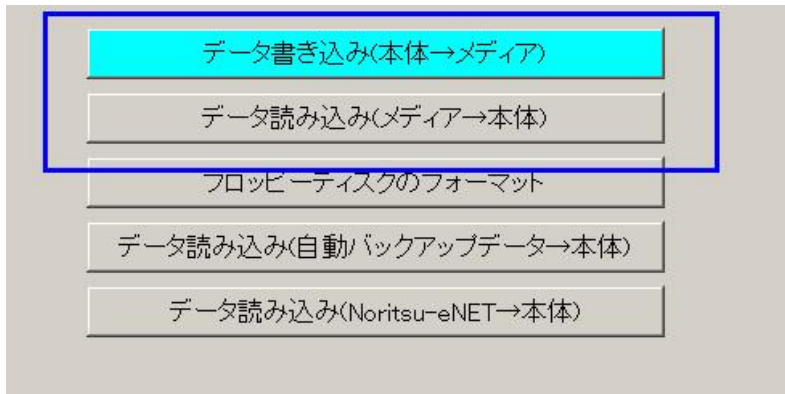 データ書き込み(本体→メディア)
データ読み込み(メディア→本体)
フロッピーディスクのフォーマット
データ読み込み(自動バックアップデータ→本体)
データ読み込み(Noritsu-eNET→本体)